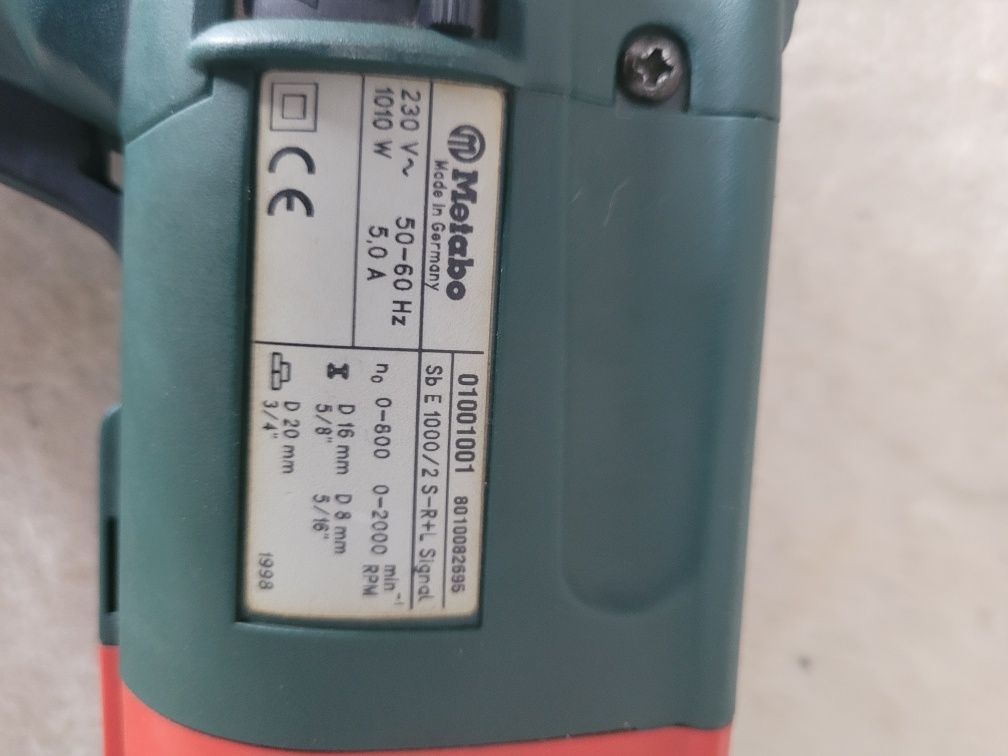 Metabo
Made in Germany
230 V~ 50-60 Hz
1010 W 5,0 A
CE
01001001 8010082696
Sb E 1000/2 S-R+L Signal
n₀ 0-800 0-2000 min⁻¹
RPM
D 16 mm D 8 mm
5/8" 5/16"
D 20 mm
3/4"
1998